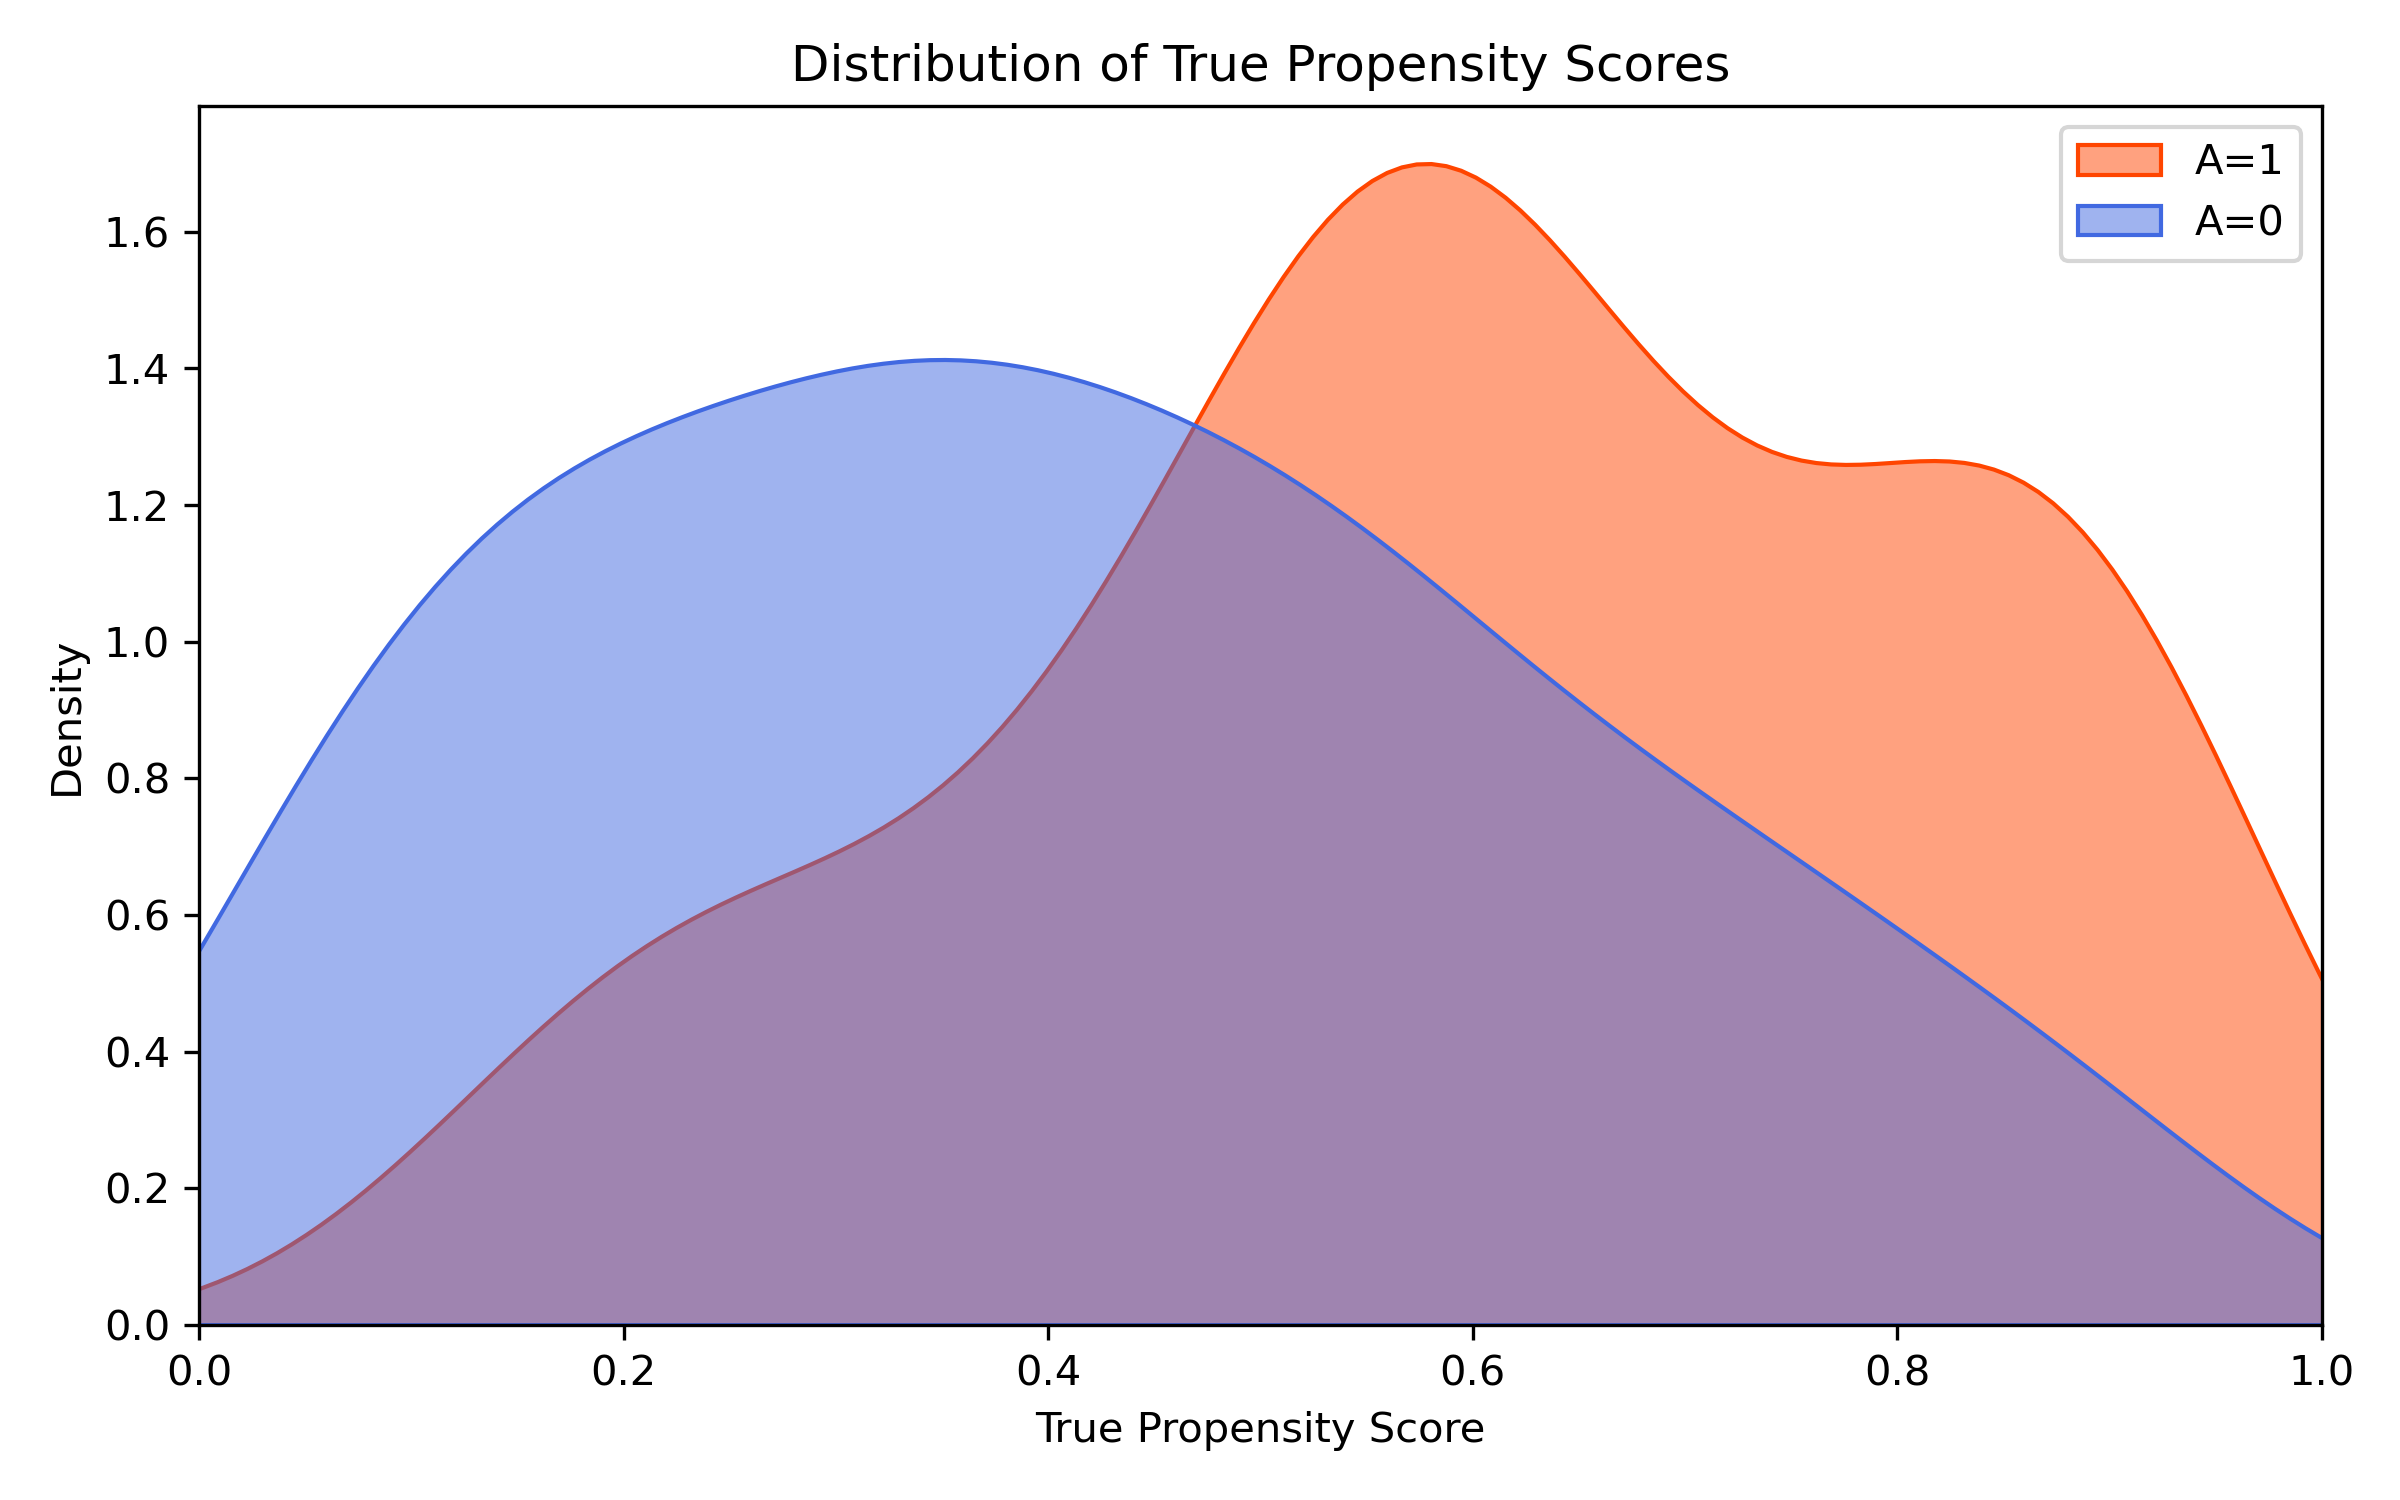 Distribution of True Propensity Scores
A=1
A=0
1.6
1.4
1.2
1.0
0.8
0.6
0.4
0.2
0.0
Density
0.0 0.2 0.4 0.6 0.8 1.0
True Propensity Score